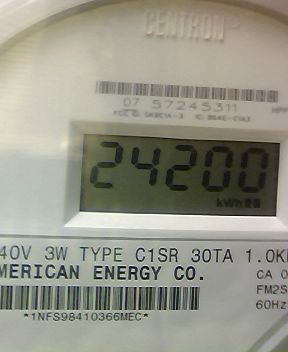 CENTRON
07 57245311
24200
kWh
40V 3W TYPE C1SR 30TA 1.0K
MERICAN ENERGY CO.
CA 0
FM2S
60Hz
*1NFS98410366MEC*